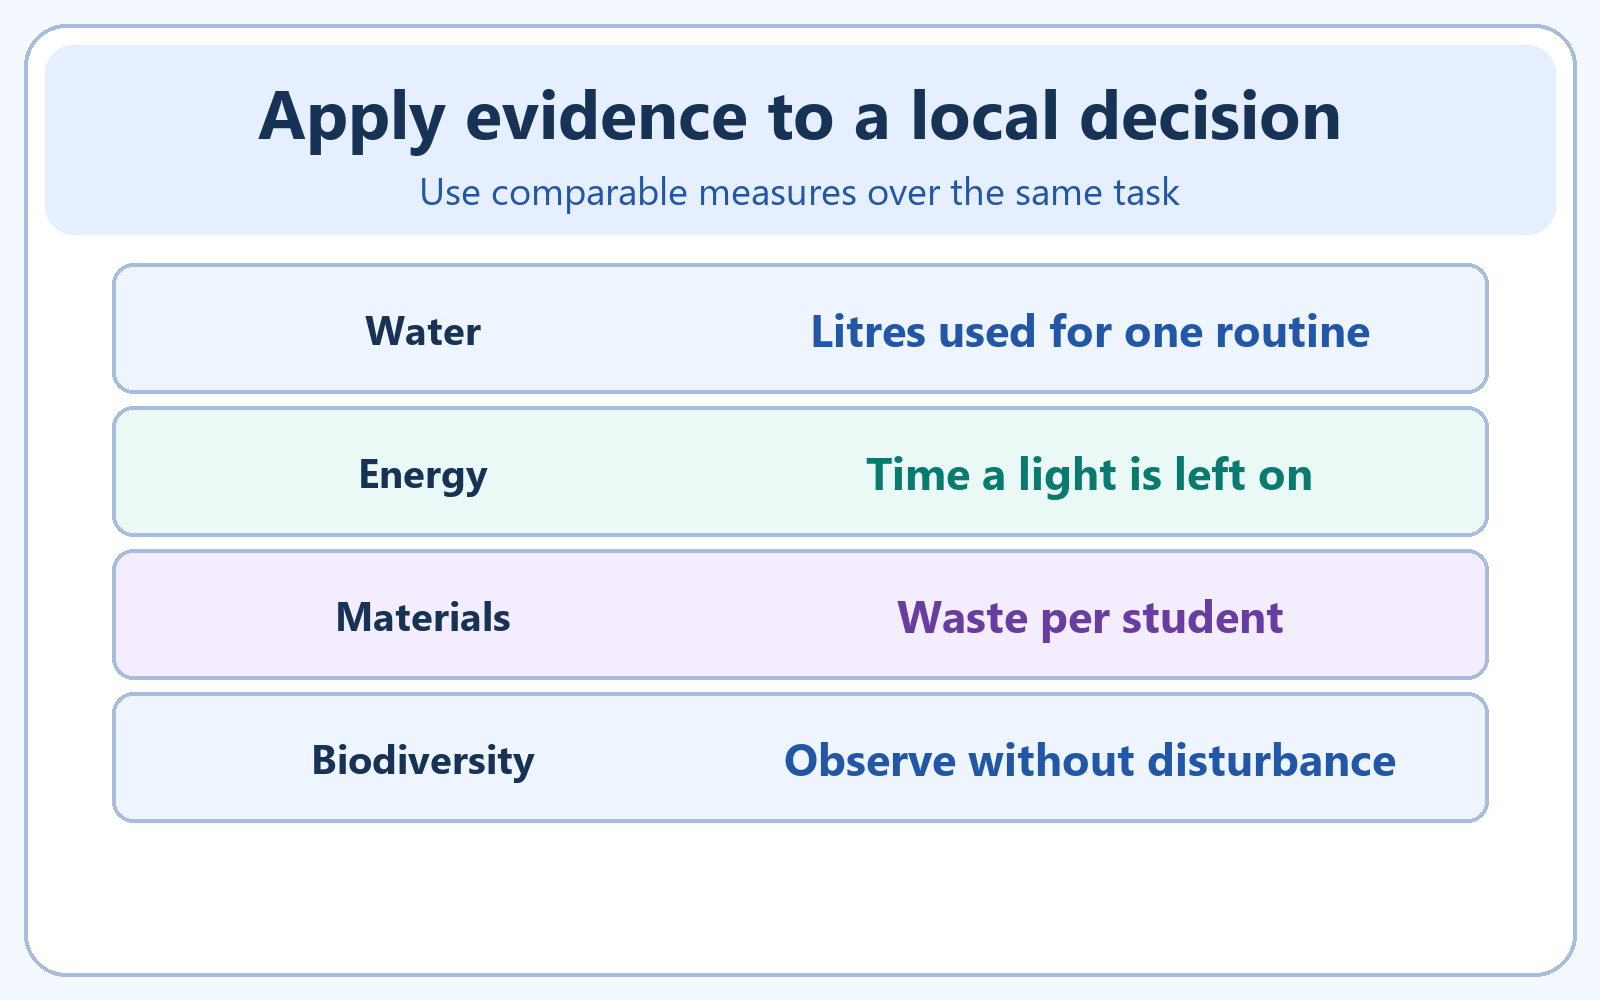 Apply evidence to a local decision
Use comparable measures over the same task
Water
Litres used for one routine
Energy
Time a light is left on
Materials
Waste per student
Biodiversity
Observe without disturbance